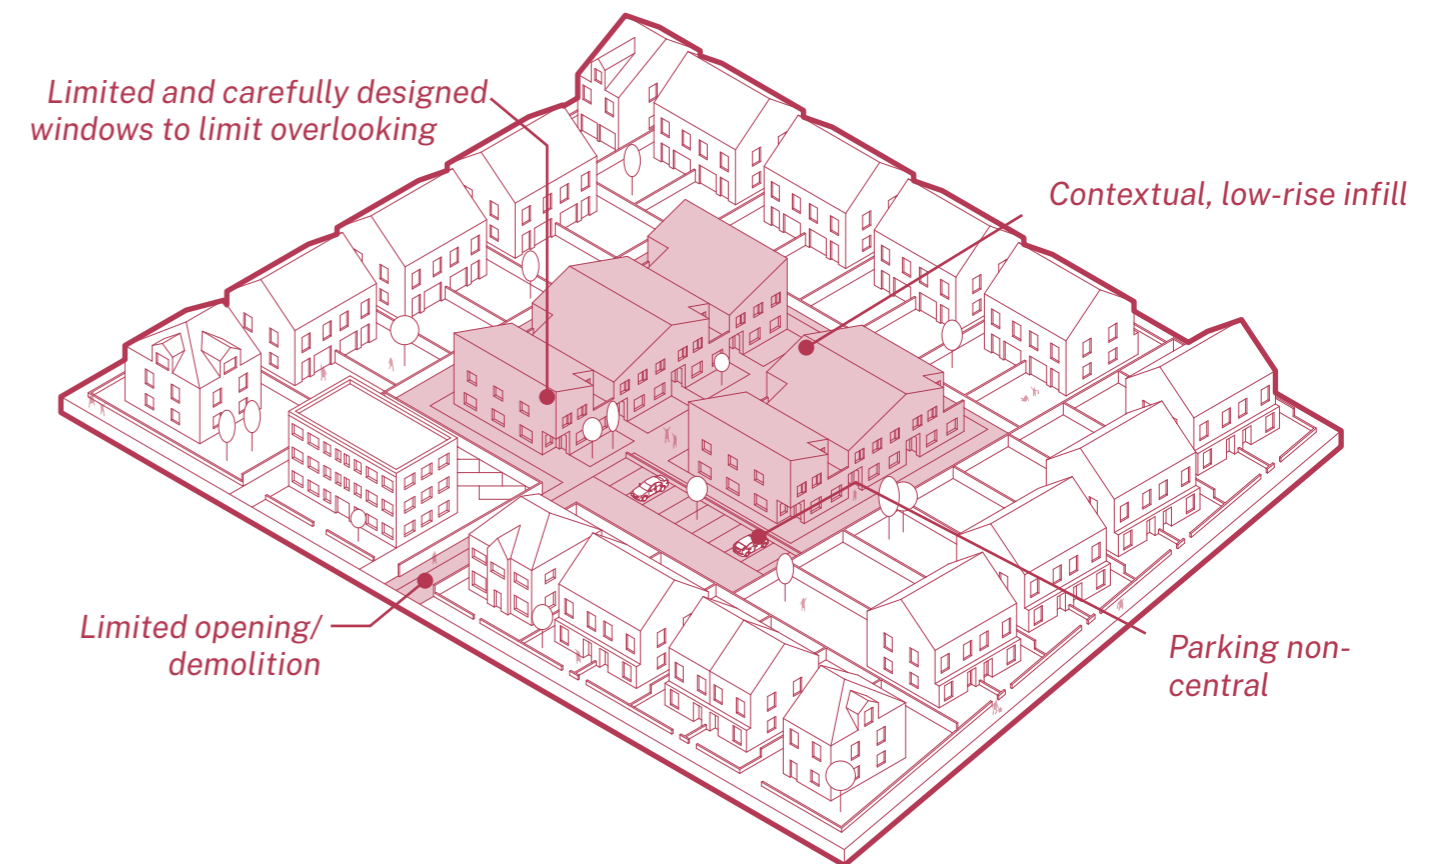 Limited and carefully designed
windows to limit overlooking
Contextual, low-rise infill
Limited opening/
demolition
Parking non-
central